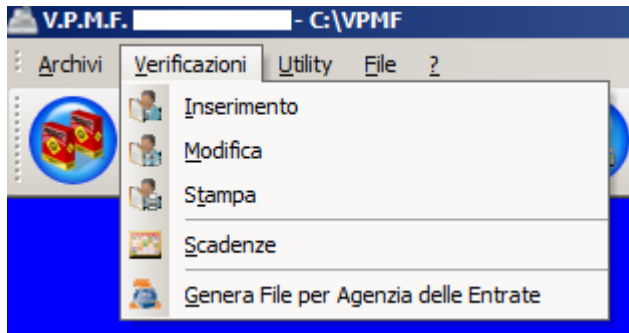 V.P.M.F. - C:\VPMF
Archivi Verificazioni Utility File ?
Inserimento
Modifica
Stampa
Scadenze
Genera File per Agenzia delle Entrate